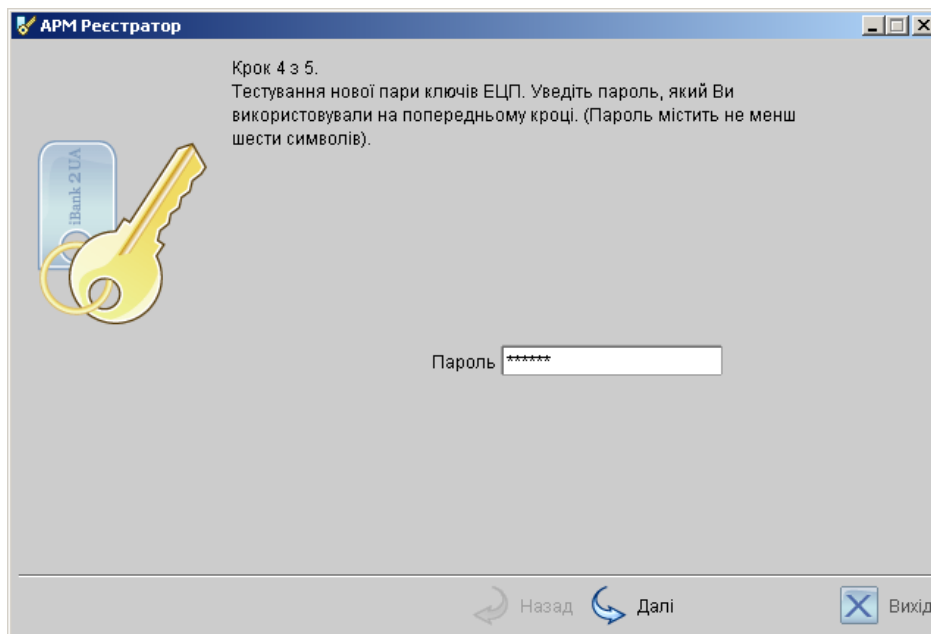 АРМ Реєстратор
Крок 4 з 5.
Тестування нової пари ключів ЕЦП. Уведіть пароль, який Ви
використовували на попередньому кроці. (Пароль містить не менш
шести символів).
iBank 2 UA
Пароль ******
Назад Далі Вихід